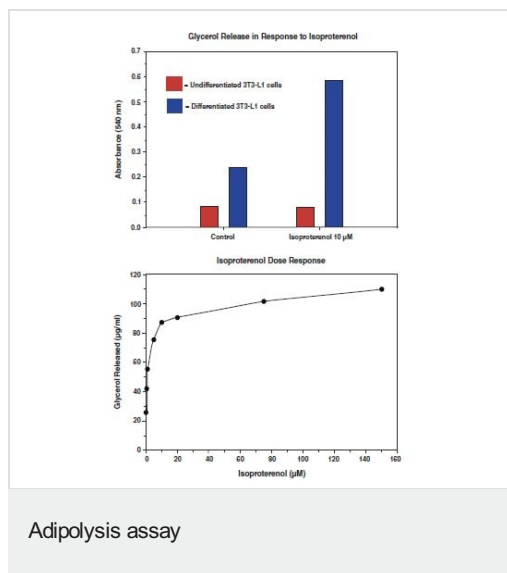 Glycerol Release in Response to Isoproterenol
0.7
0.6
0.5
0.4
0.3
0.2
0.1
0.0
Absorbance (540 nm)
= Undifferentiated 3T3-L1 cells
= Differentiated 3T3-L1 cells
Control Isoproterenol 10 µM
Isoproterenol Dose Response
120
100
80
60
40
20
0
Glycerol Released (µg/ml)
0 20 40 60 80 100 120 140 160
Isoproterenol (µM)
Adipolysis assay